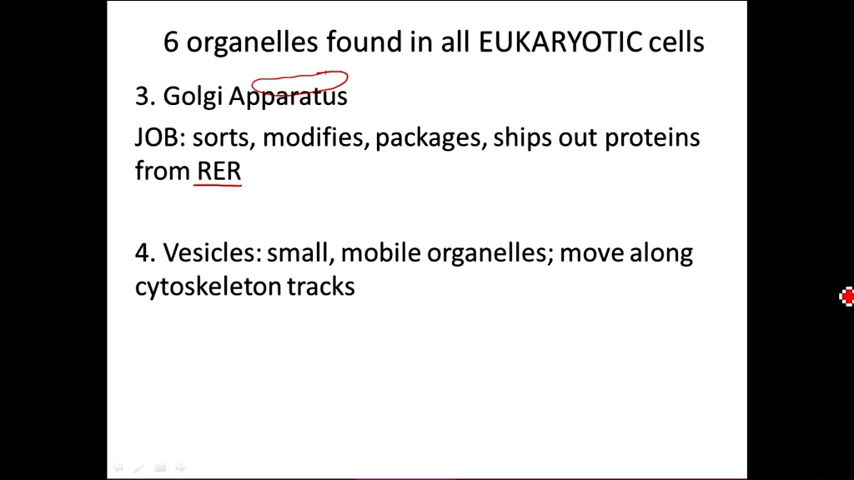 6 organelles found in all EUKARYOTIC cells
3. Golgi Apparatus
JOB: sorts, modifies, packages, ships out proteins
from RER
4. Vesicles: small, mobile organelles; move along
cytoskeleton tracks